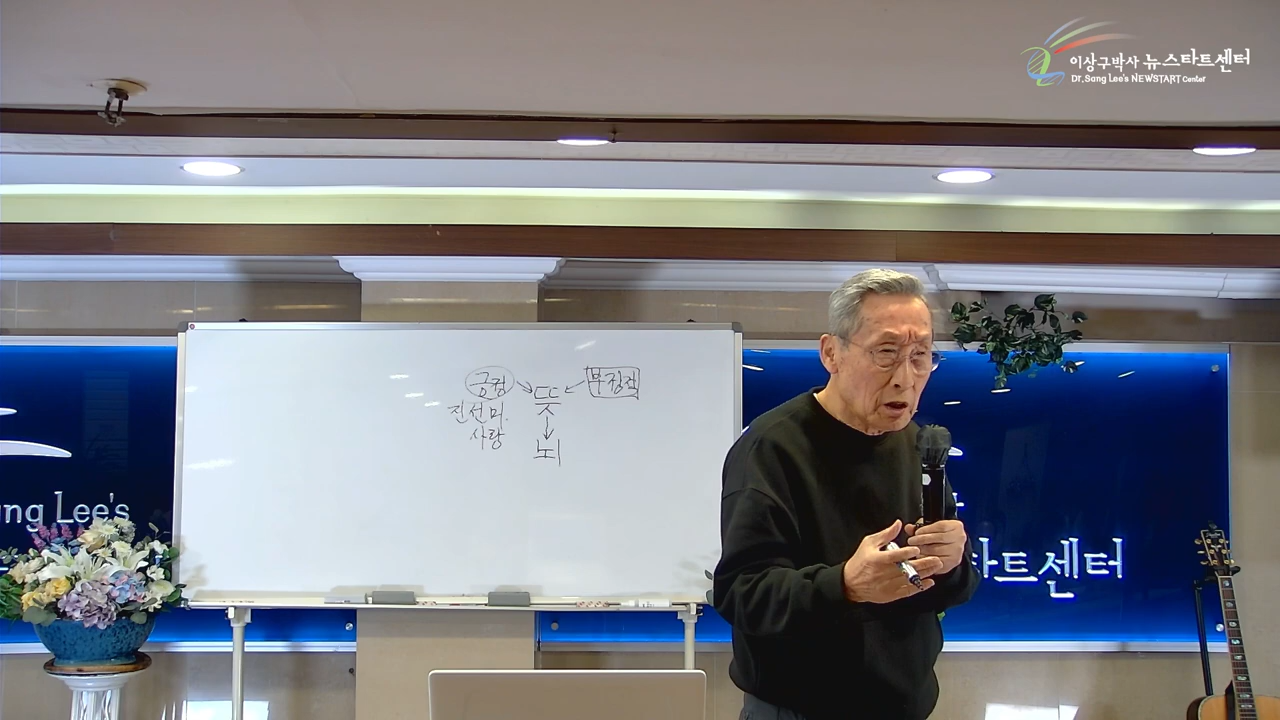 이상구박사 뉴스타트센터
Dr. Sang Lee's NEWSTART Center
긍정 뜻 부정적
진선미.
사랑
뇌
ang Lee's
타트센터